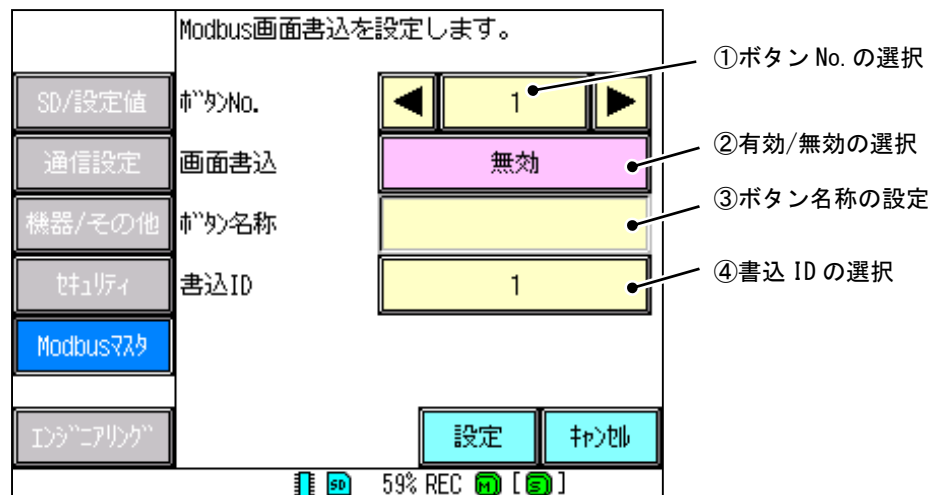 Modbus画面書込を設定します。
①ボタン No. の選択
SD/設定値
ﾎﾞﾀﾝNo.
◀
1
▶
通信設定
画面書込
無効
②有効/無効の選択
機器/その他
ﾎﾞﾀﾝ名称
③ボタン名称の設定
ｾｷｭﾘﾃｨ
書込ID
1
④書込 ID の選択
Modbusﾏｽﾀ
ｴﾝｼﾞﾆｱﾘﾝｸﾞ
設定
ｷｬﾝｾﾙ
SD 59% REC M [S]